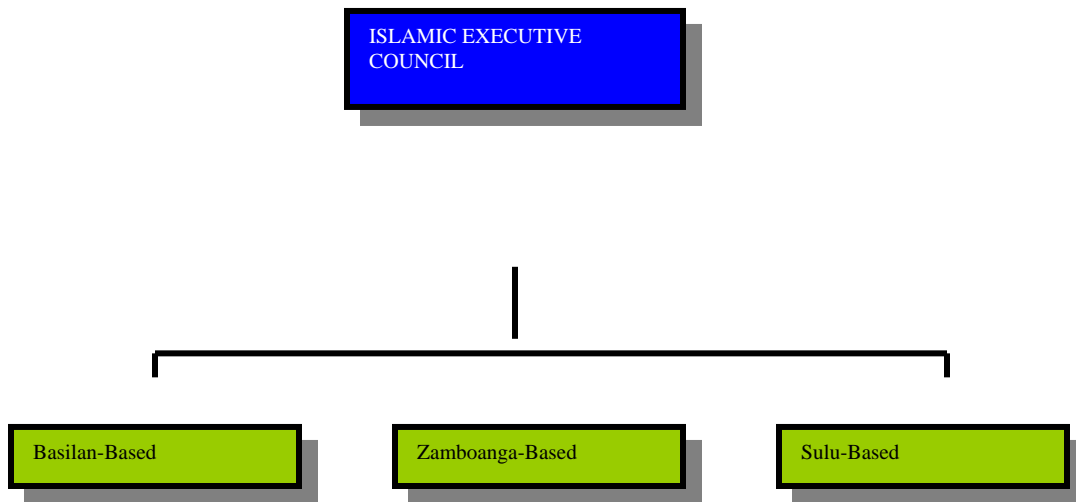 ISLAMIC EXECUTIVE
COUNCIL
Basilan-Based
Zamboanga-Based
Sulu-Based